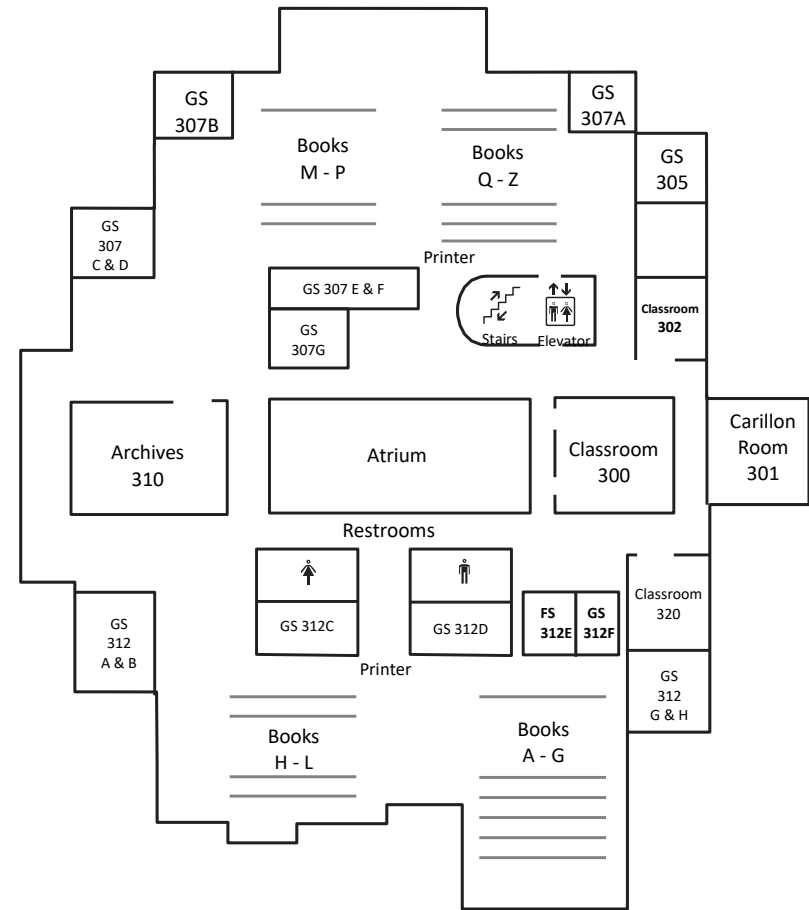 GS
307B
GS
307A
Books
M - P
Books
Q - Z
GS
305
GS
307
C & D
Printer
GS 307 E & F
GS
307G
Stairs
Elevator
Classroom
302
Archives
310
Atrium
Classroom
300
Carillon
Room
301
Restrooms
GS 312C
GS 312D
FS
312E
GS
312F
Classroom
320
GS
312
A & B
Printer
GS
312
G & H
Books
H - L
Books
A - G